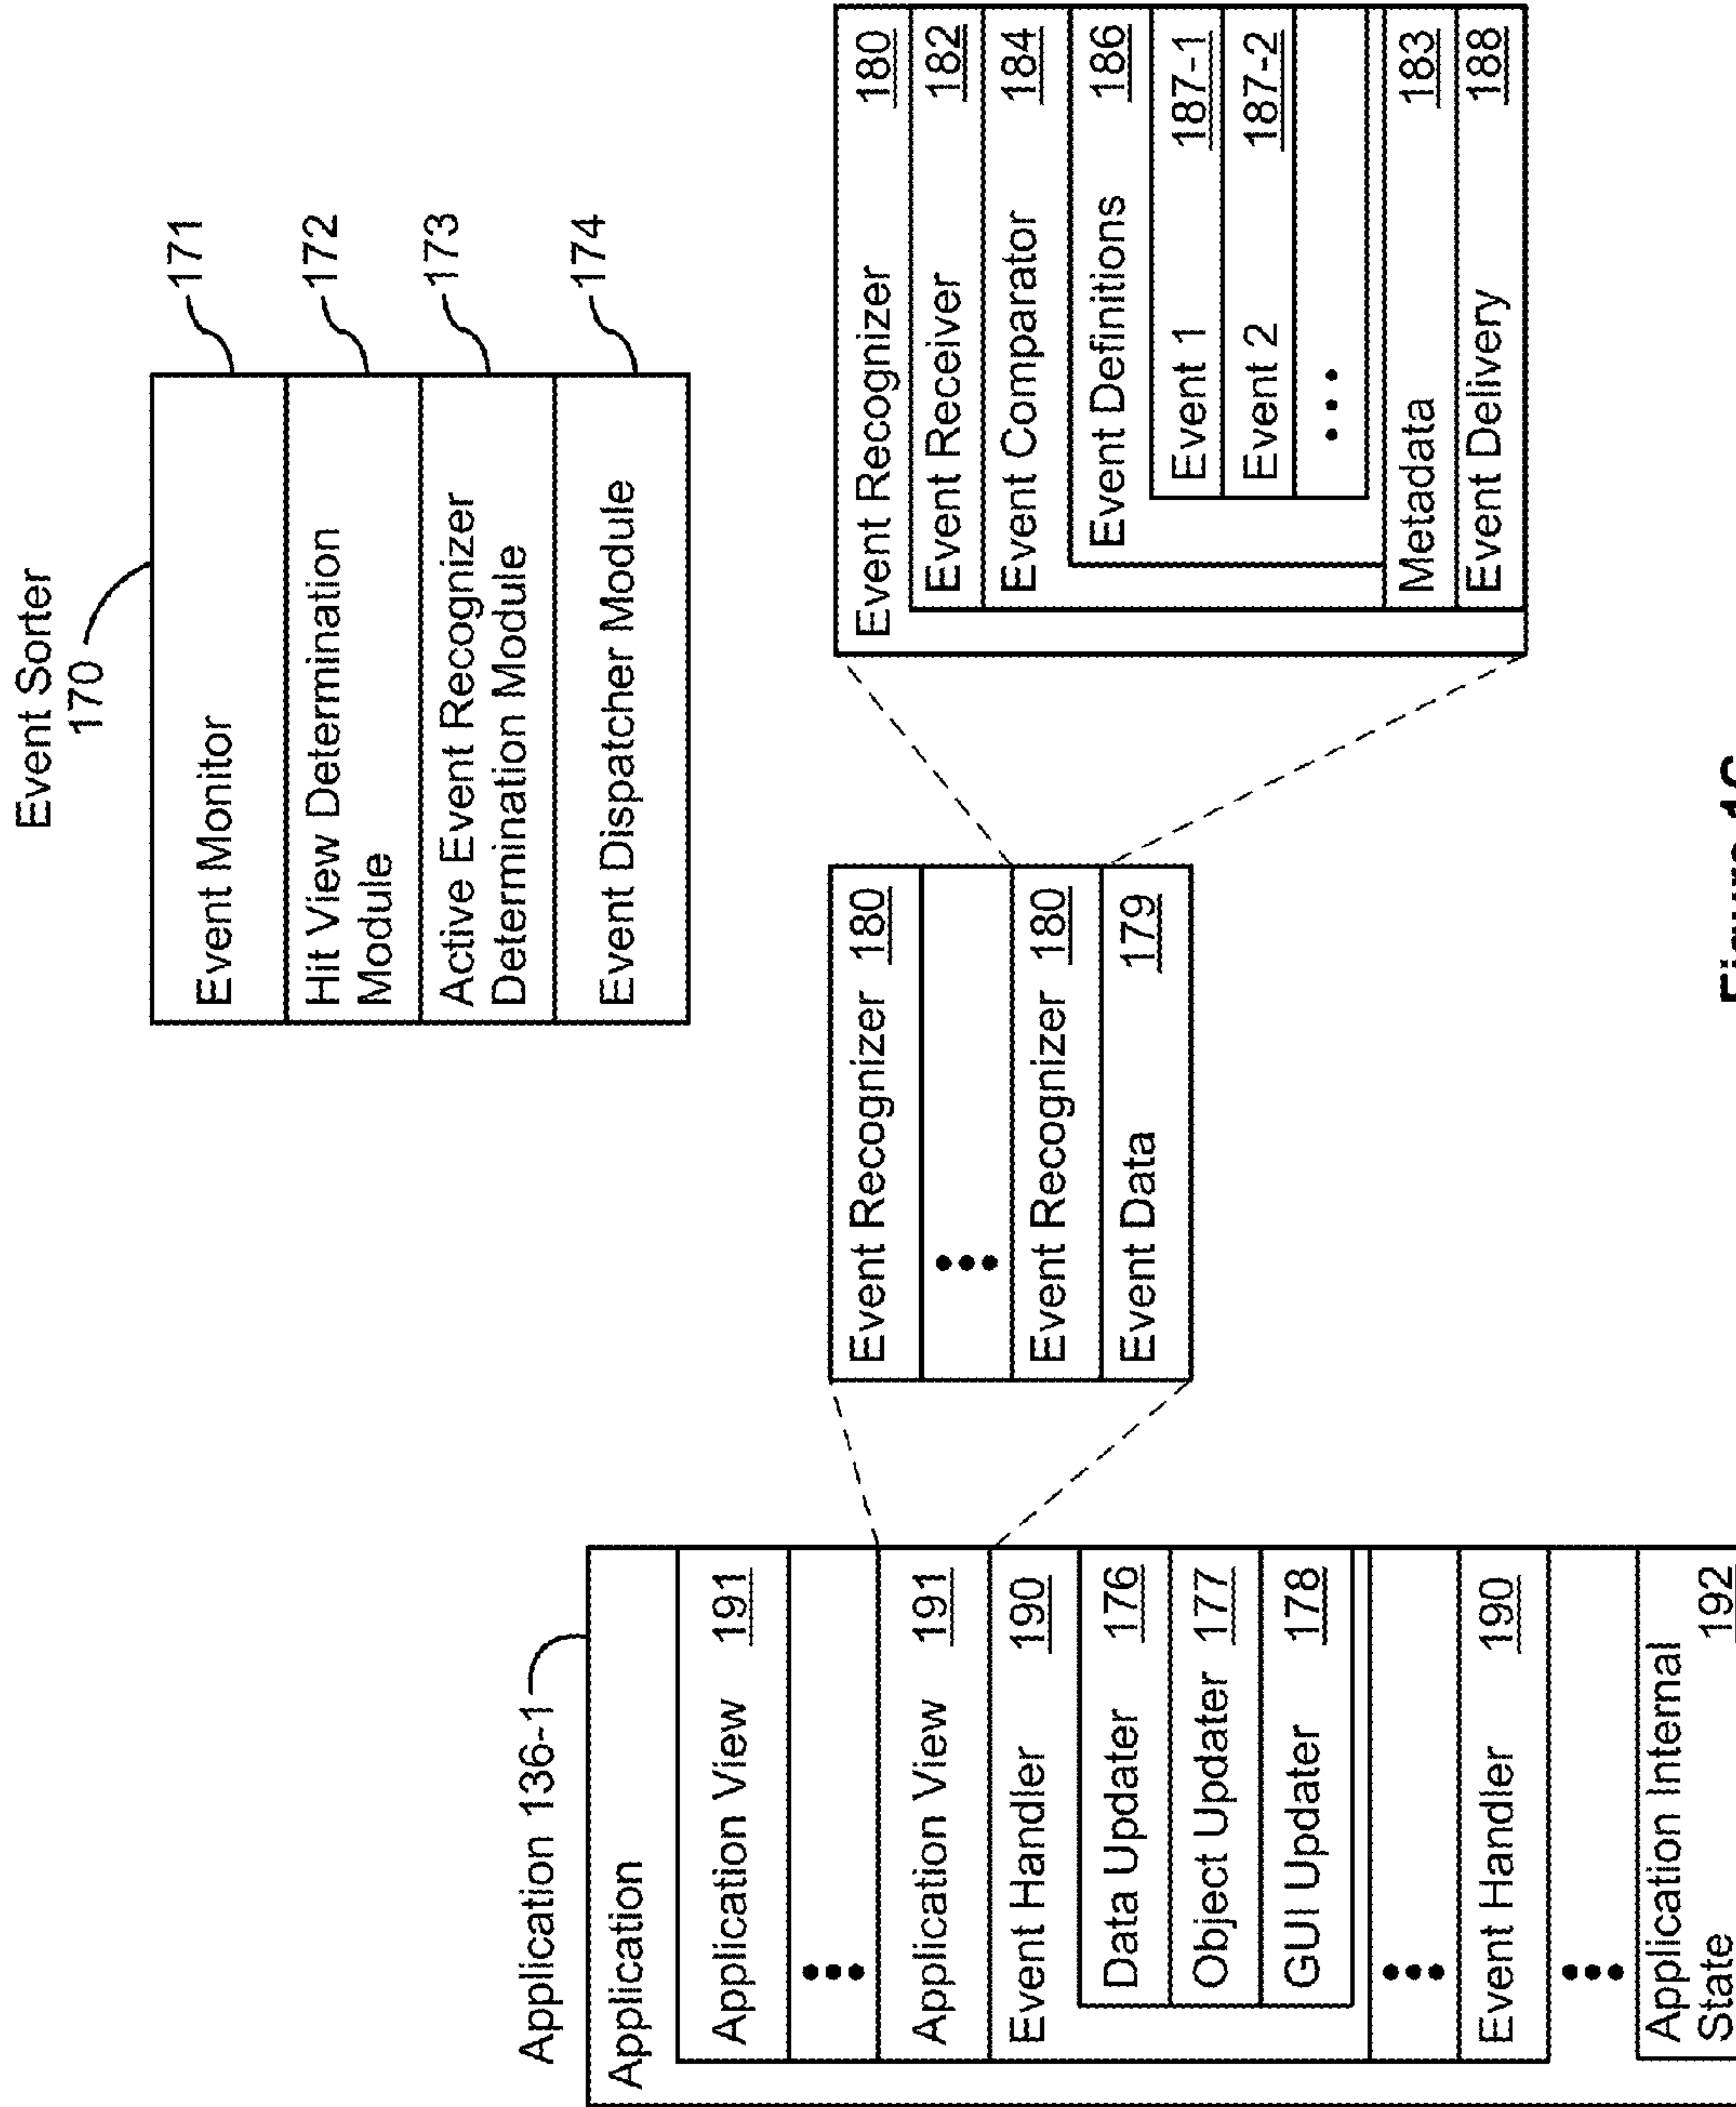 Event Sorter
170
Event Monitor
171
Hit View Determination
Module
172
Active Event Recognizer
Determination Module
173
Event Dispatcher Module
174
Application 136-1
Application
Application View 191
•••
Application View 191
Event Handler 190
Data Updater 176
Object Updater 177
GUI Updater 178
•••
Event Handler 190
•••
Application Internal
State 192
Event Recognizer 180
•••
Event Recognizer 180
Event Data 179
Event Recognizer 180
Event Receiver 182
Event Comparator 184
Event Definitions 186
Event 1 187-1
Event 2 187-2
•••
Metadata 183
Event Delivery 188
Figure